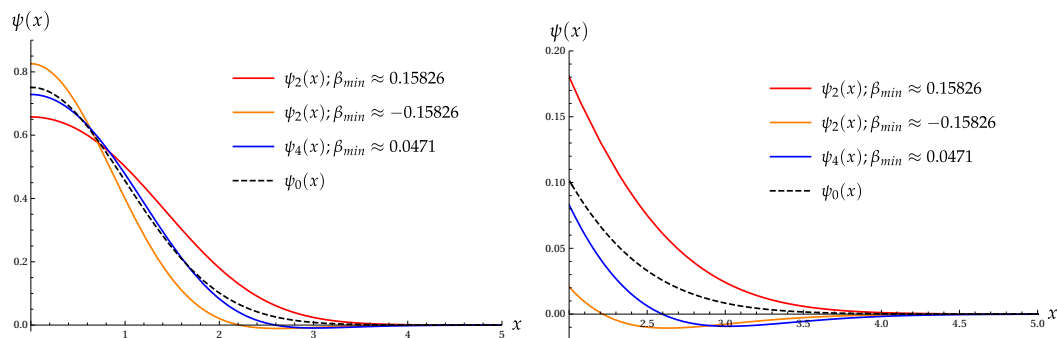 ψ(x)
0.8
0.6
0.4
0.2
0.0
1
2
3
4
5
x
ψ₂(x); βₘᵢₙ ≈ 0.15826
ψ₂(x); βₘᵢₙ ≈ −0.15826
ψ₄(x); βₘᵢₙ ≈ 0.0471
ψ₀(x)
ψ(x)
0.20
0.15
0.10
0.05
0.00
2.5
3.0
3.5
4.0
4.5
5.0
x
ψ₂(x); βₘᵢₙ ≈ 0.15826
ψ₂(x); βₘᵢₙ ≈ −0.15826
ψ₄(x); βₘᵢₙ ≈ 0.0471
ψ₀(x)